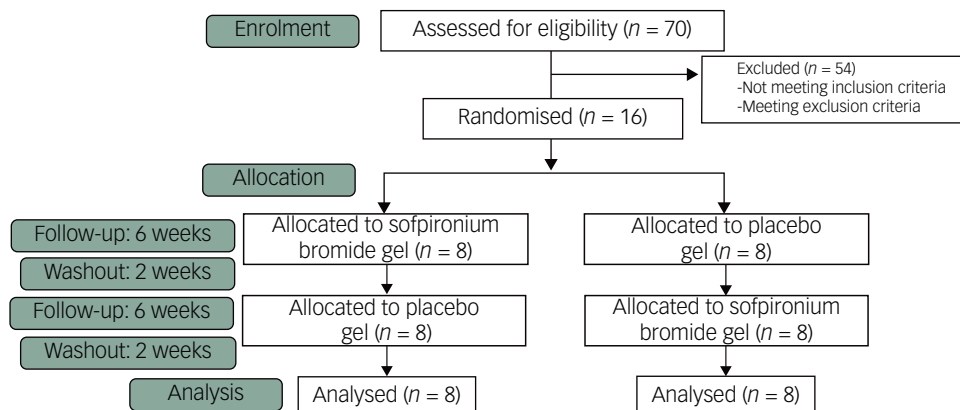 Enrolment
Assessed for eligibility (n = 70)
Excluded (n = 54)
-Not meeting inclusion criteria
-Meeting exclusion criteria
Randomised (n = 16)
Allocation
Follow-up: 6 weeks
Allocated to sofpironium
bromide gel (n = 8)
Allocated to placebo
gel (n = 8)
Washout: 2 weeks
Follow-up: 6 weeks
Allocated to placebo
gel (n = 8)
Allocated to sofpironium
bromide gel (n = 8)
Washout: 2 weeks
Analysis
Analysed (n = 8)
Analysed (n = 8)